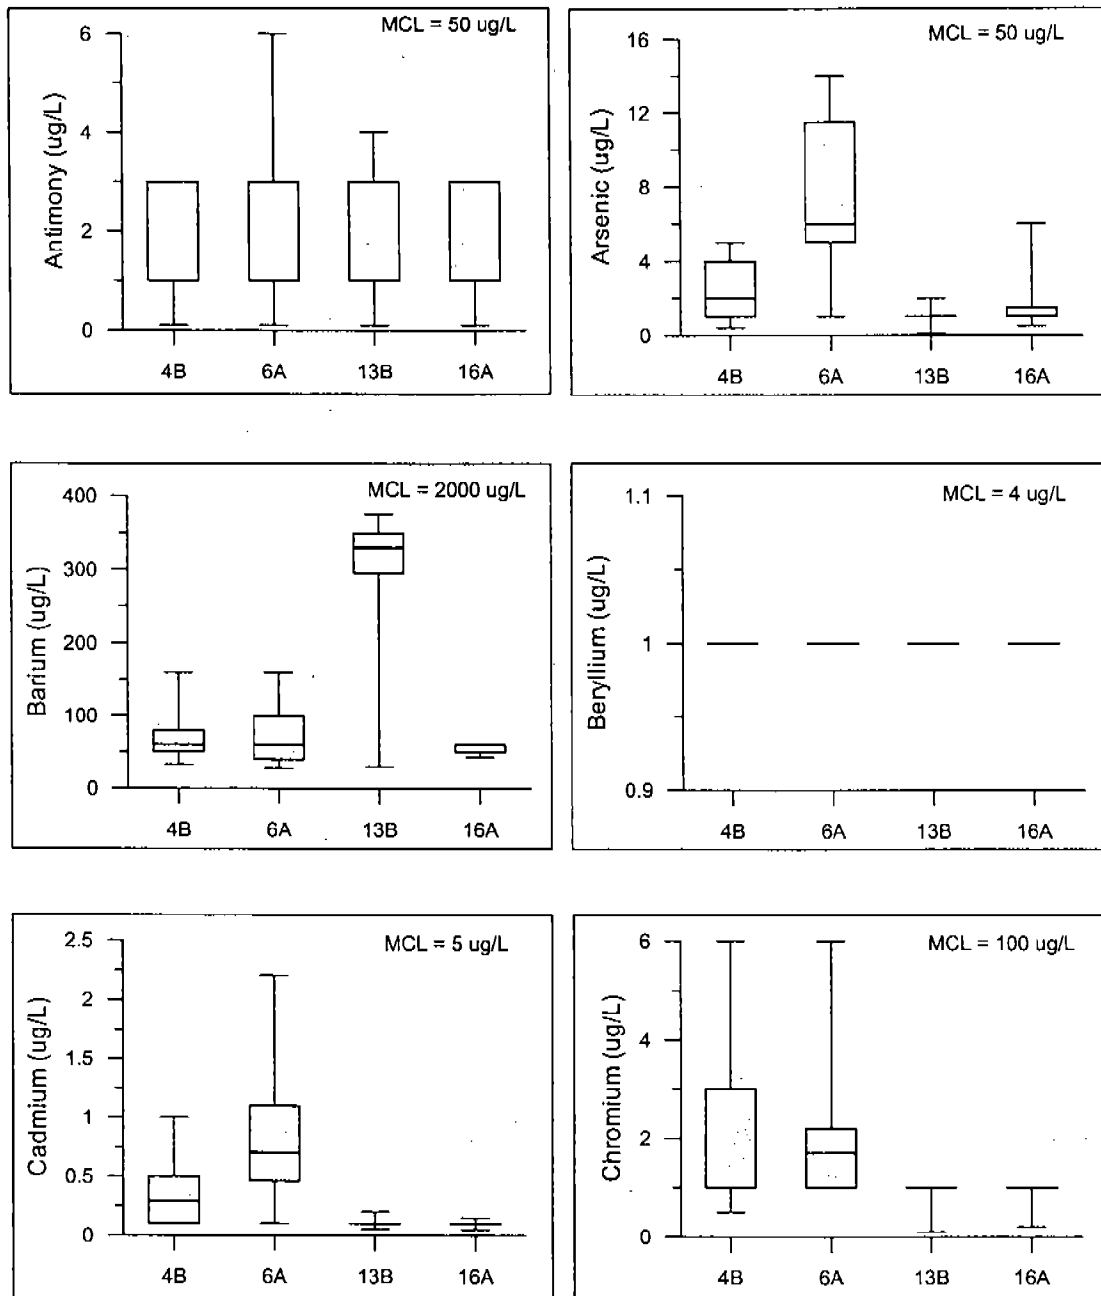 MCL = 50 ug/L
Antimony (ug/L)
6
4
2
0
4B 6A 13B 16A
MCL = 50 ug/L
Arsenic (ug/L)
16
12
8
4
0
4B 6A 13B 16A
MCL = 2000 ug/L
Barium (ug/L)
400
300
200
100
0
4B 6A 13B 16A
MCL = 4 ug/L
Beryllium (ug/L)
1.1
1
0.9
4B 6A 13B 16A
MCL = 5 ug/L
Cadmium (ug/L)
2.5
2
1.5
1
0.5
0
4B 6A 13B 16A
MCL = 100 ug/L
Chromium (ug/L)
6
4
2
0
4B 6A 13B 16A